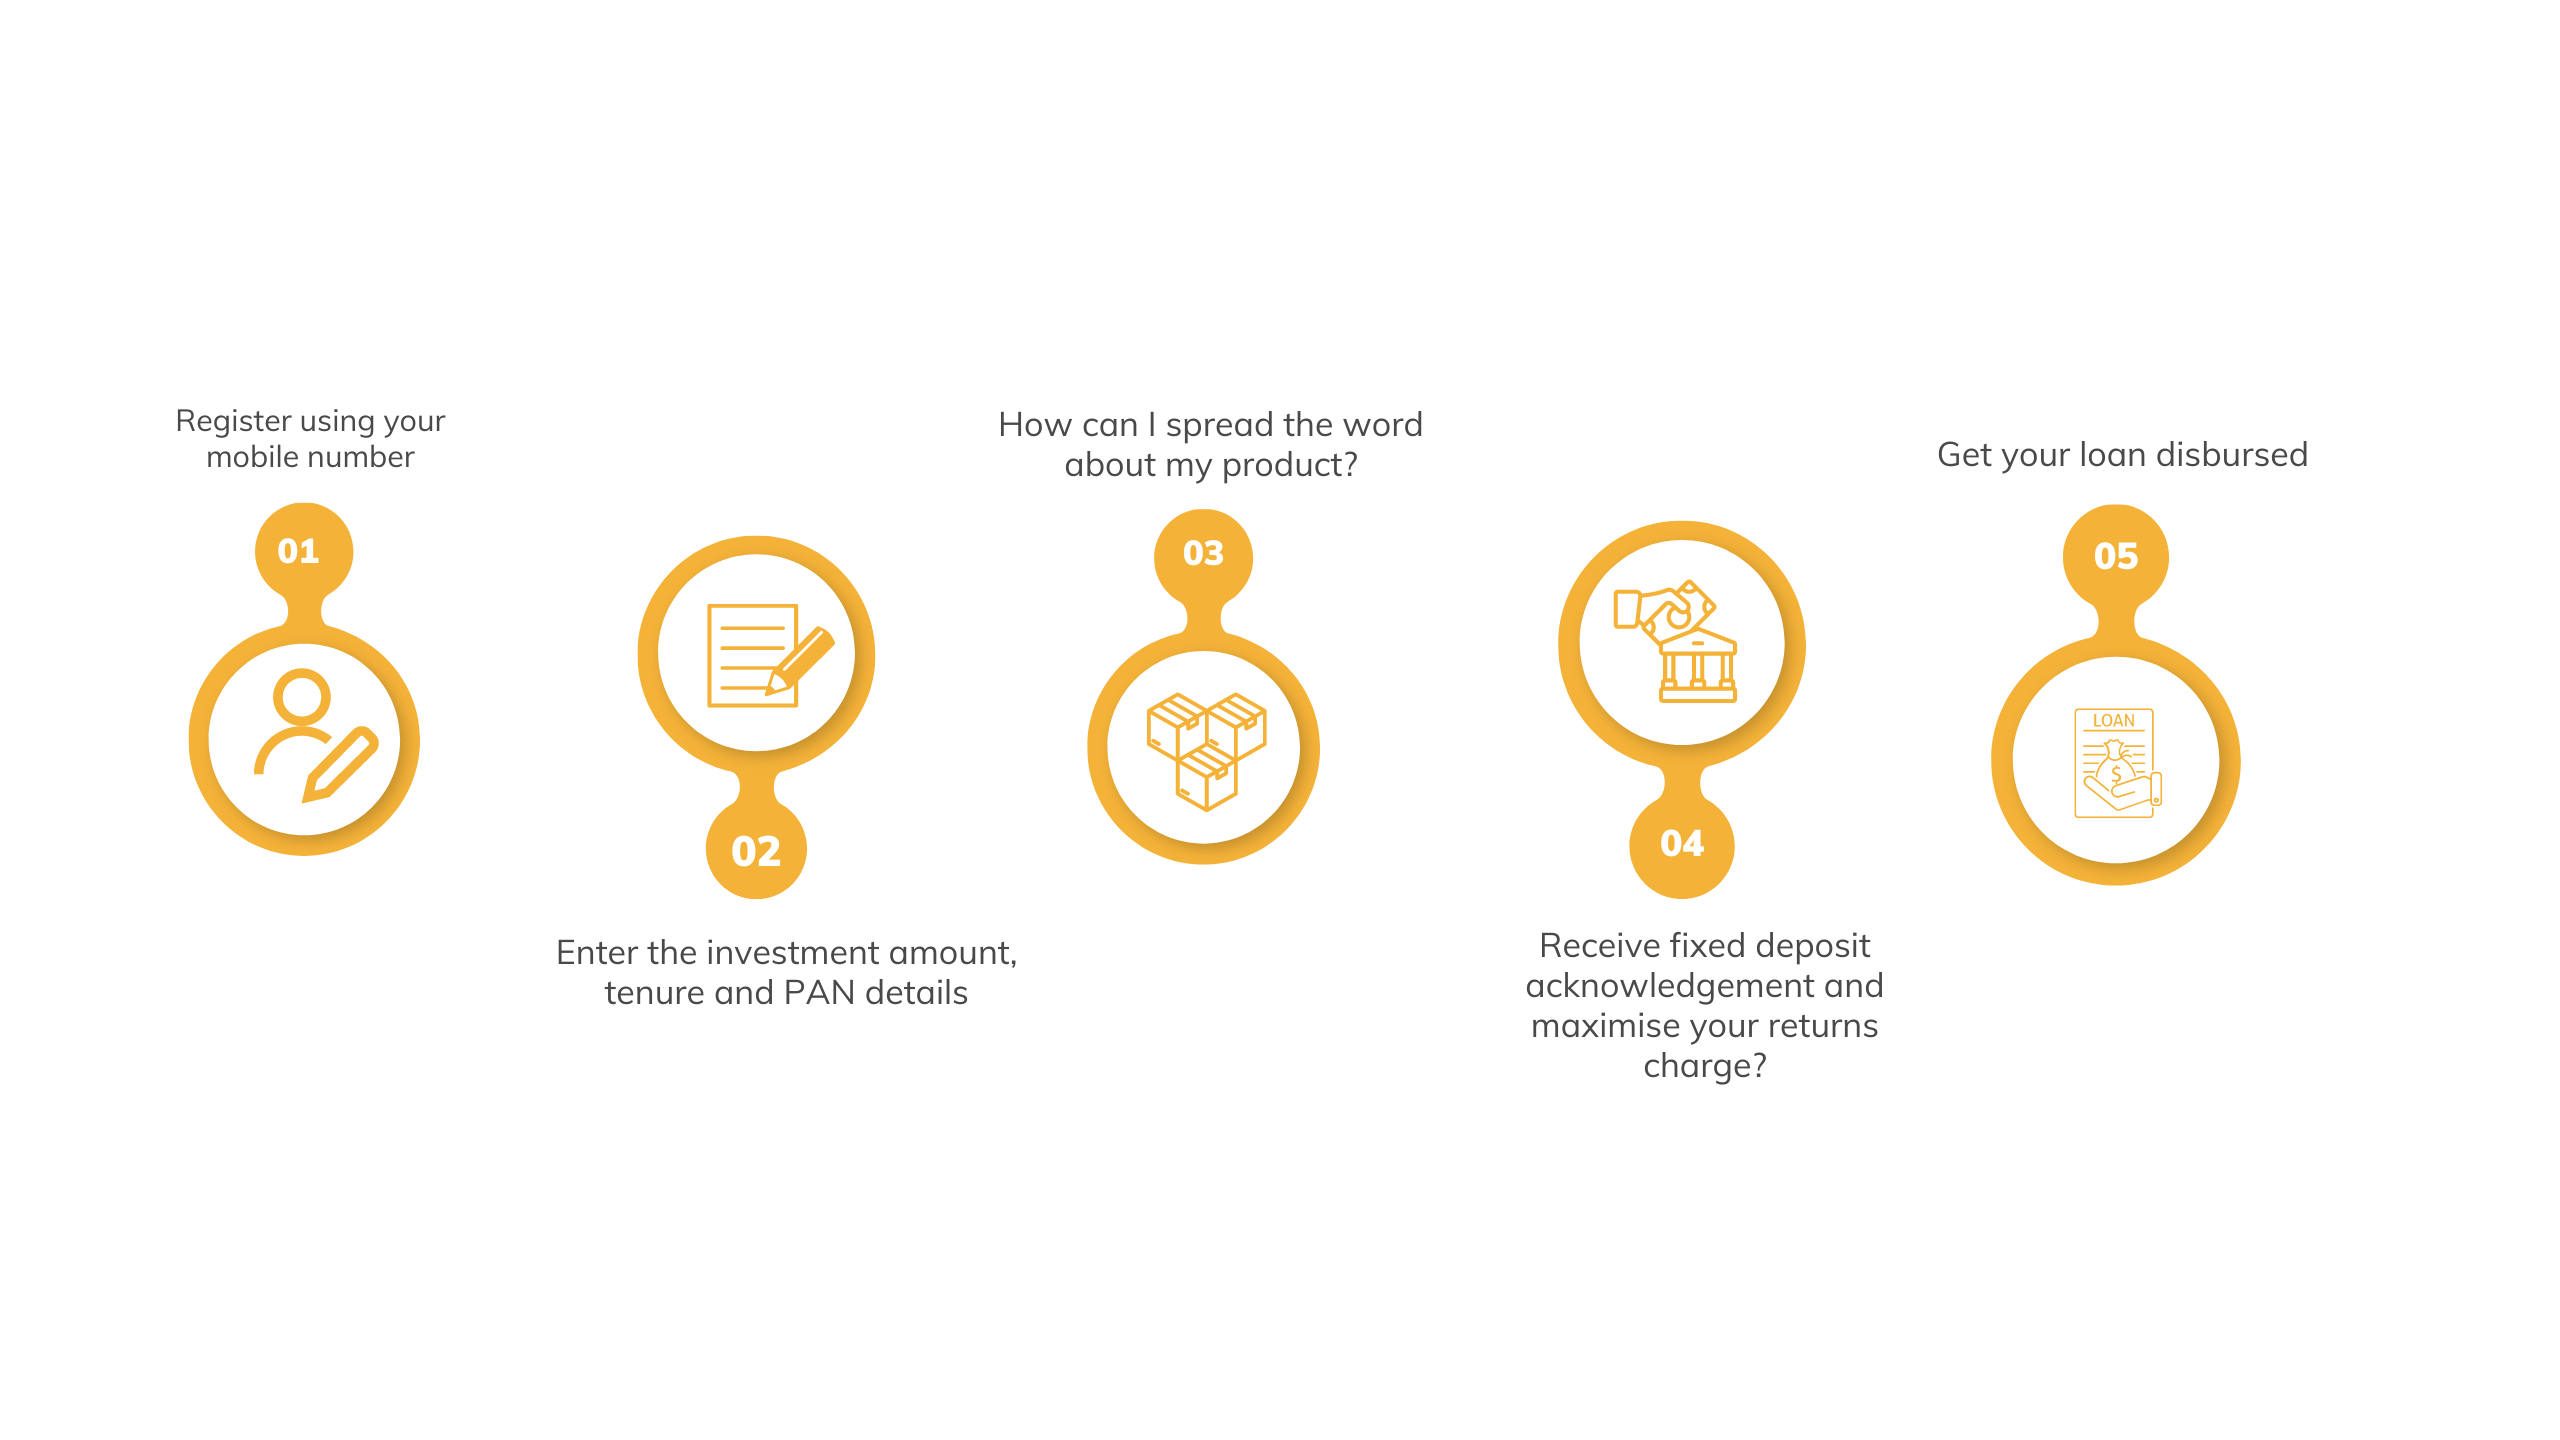 Register using your
mobile number
01
02
Enter the investment amount,
tenure and PAN details
How can I spread the word
about my product?
03
04
Receive fixed deposit
acknowledgement and
maximise your returns
charge?
Get your loan disbursed
05
LOAN
$